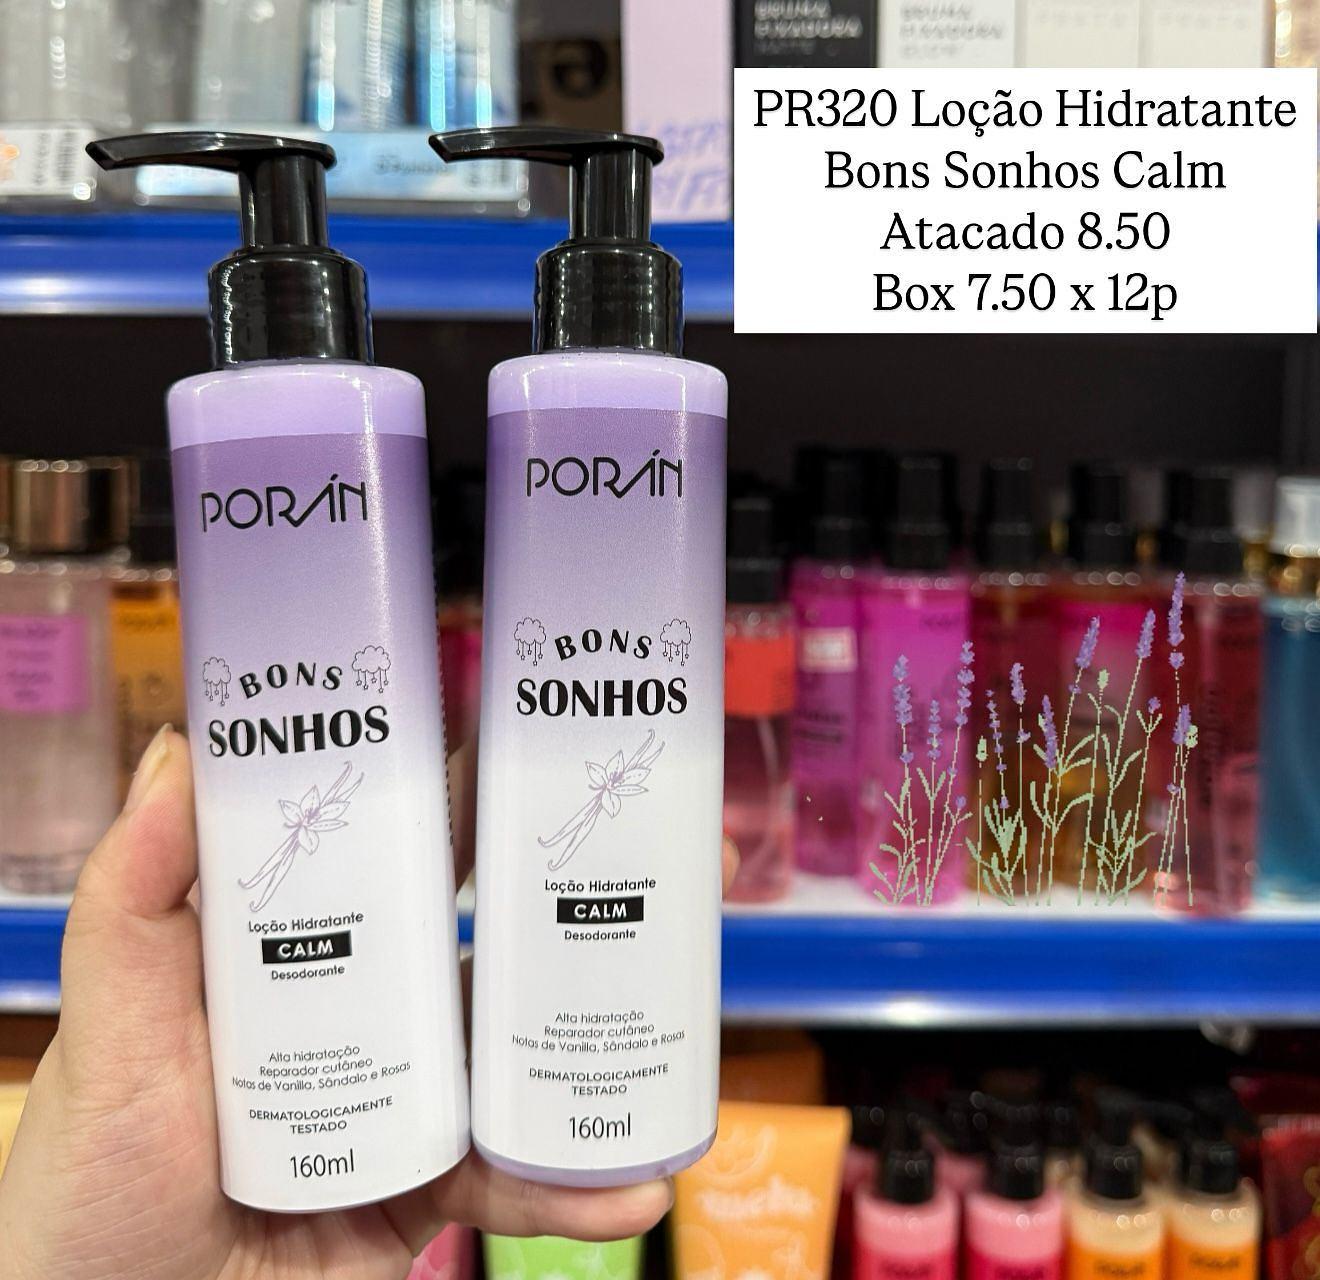 PR320 Loção Hidratante
Bons Sonhos Calm
Atacado 8.50
Box 7.50 x 12p
PORÁN
BONS
SONHOS
Loção Hidratante
CALM
Desodorante
Alta hidratação
Reparador cutâneo
Notas de Vanilla, Sândalo e Rosas
DERMATOLOGICAMENTE
TESTADO
160ml
PORÁN
BONS
SONHOS
Loção Hidratante
CALM
Desodorante
Alta hidratação
Reparador cutâneo
Notas de Vanilla, Sândalo e Rosas
DERMATOLOGICAMENTE
TESTADO
160ml